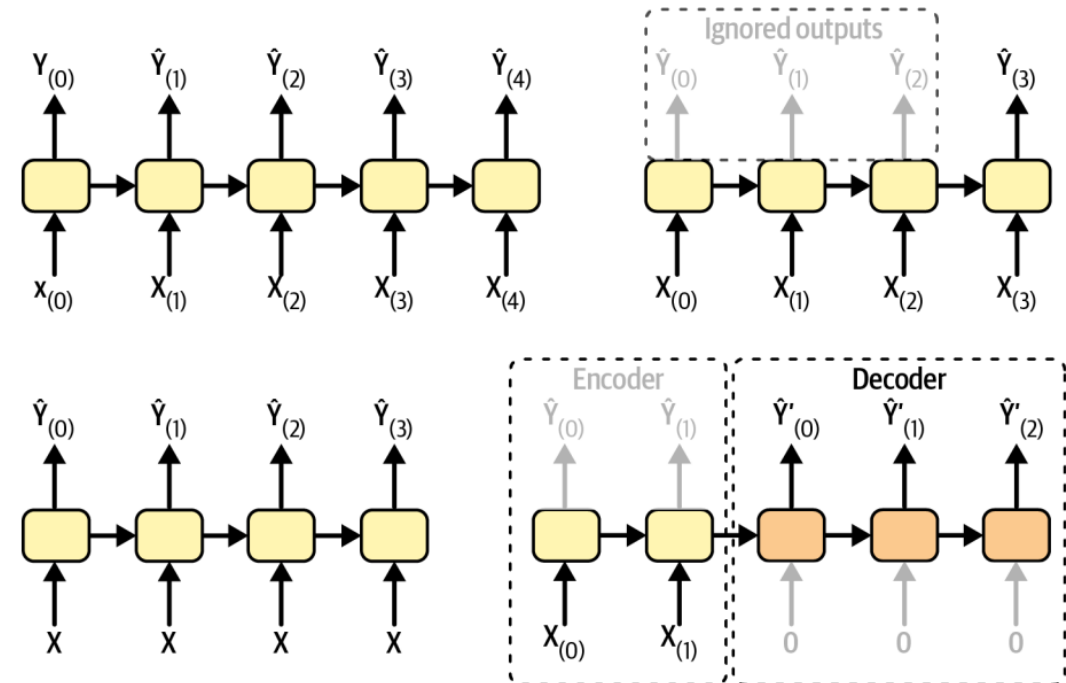 Ignored outputs
Y(0) Ŷ(1) Ŷ(2) Ŷ(3) Ŷ(4)
Ŷ(0) Ŷ(1) Ŷ(2) Ŷ(3)
x(0) X(1) X(2) X(3) X(4)
X(0) X(1) X(2) X(3)
Encoder
Decoder
Ŷ(0) Ŷ(1) Ŷ(2) Ŷ(3)
Ŷ(0) Ŷ(1)
Ŷ'(0) Ŷ'(1) Ŷ'(2)
X X X X
X(0) X(1)
0 0 0